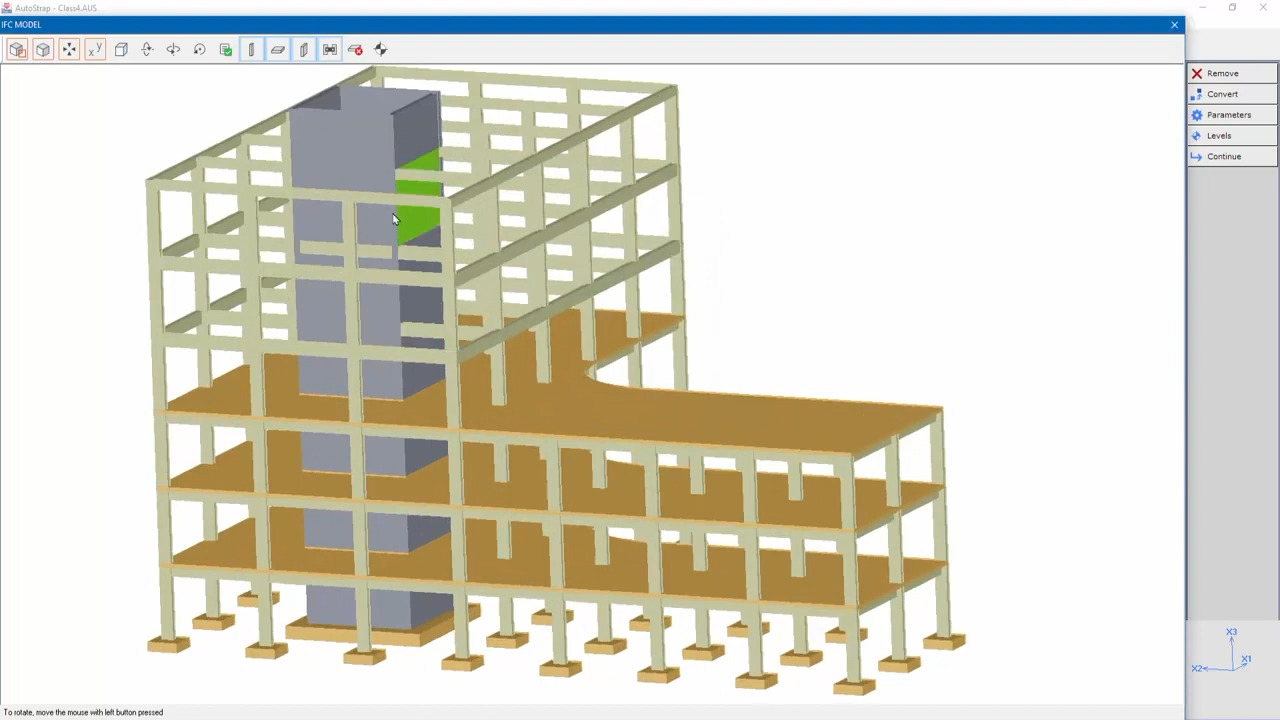 AutoStrap - Class4.AUS
IFC MODEL
x y
Remove
Convert
Parameters
Levels
Continue
X3
X2
X1
To rotate, move the mouse with left button pressed